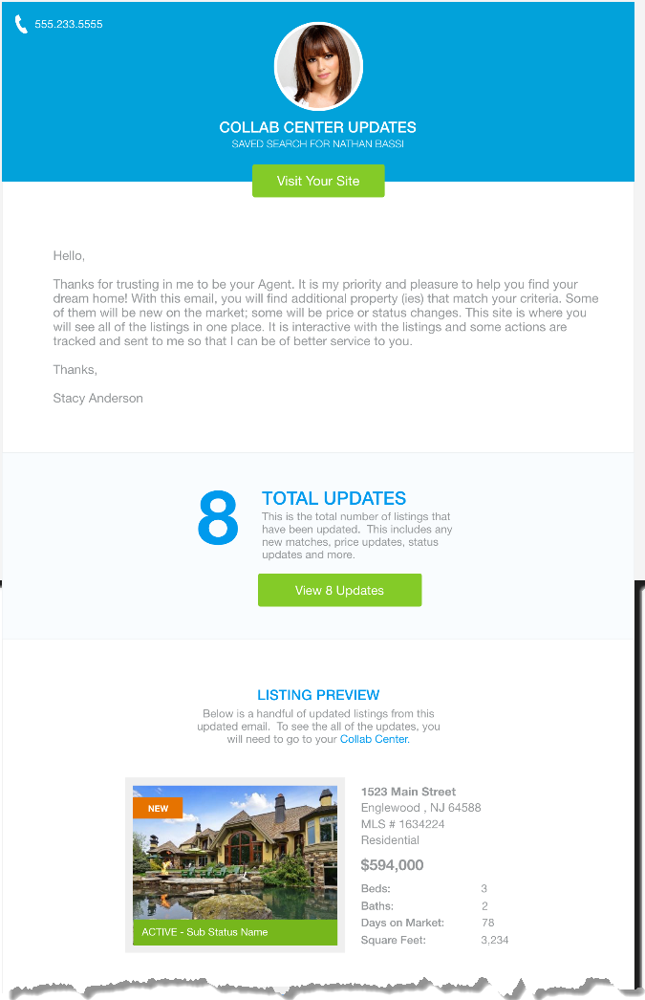 555.233.5555
COLLAB CENTER UPDATES
SAVED SEARCH FOR NATHAN BASSI
Visit Your Site
Hello,
Thanks for trusting in me to be your Agent. It is my priority and pleasure to help you find your
dream home! With this email, you will find additional property (ies) that match your criteria. Some
of them will be new on the market; some will be price or status changes. This site is where you
will see all of the listings in one place. It is interactive with the listings and some actions are
tracked and sent to me so that I can be of better service to you.
Thanks,
Stacy Anderson
8
TOTAL UPDATES
This is the total number of listings that
have been updated.  This includes any
new matches, price updates, status
updates and more.
View 8 Updates
LISTING PREVIEW
Below is a handful of updated listings from this
updated email.  To see the all of the updates, you
will need to go to your Collab Center.
NEW
ACTIVE - Sub Status Name
1523 Main Street
Englewood , NJ 64588
MLS # 1634224
Residential
$594,000
Beds: 3
Baths: 2
Days on Market: 78
Square Feet: 3,234